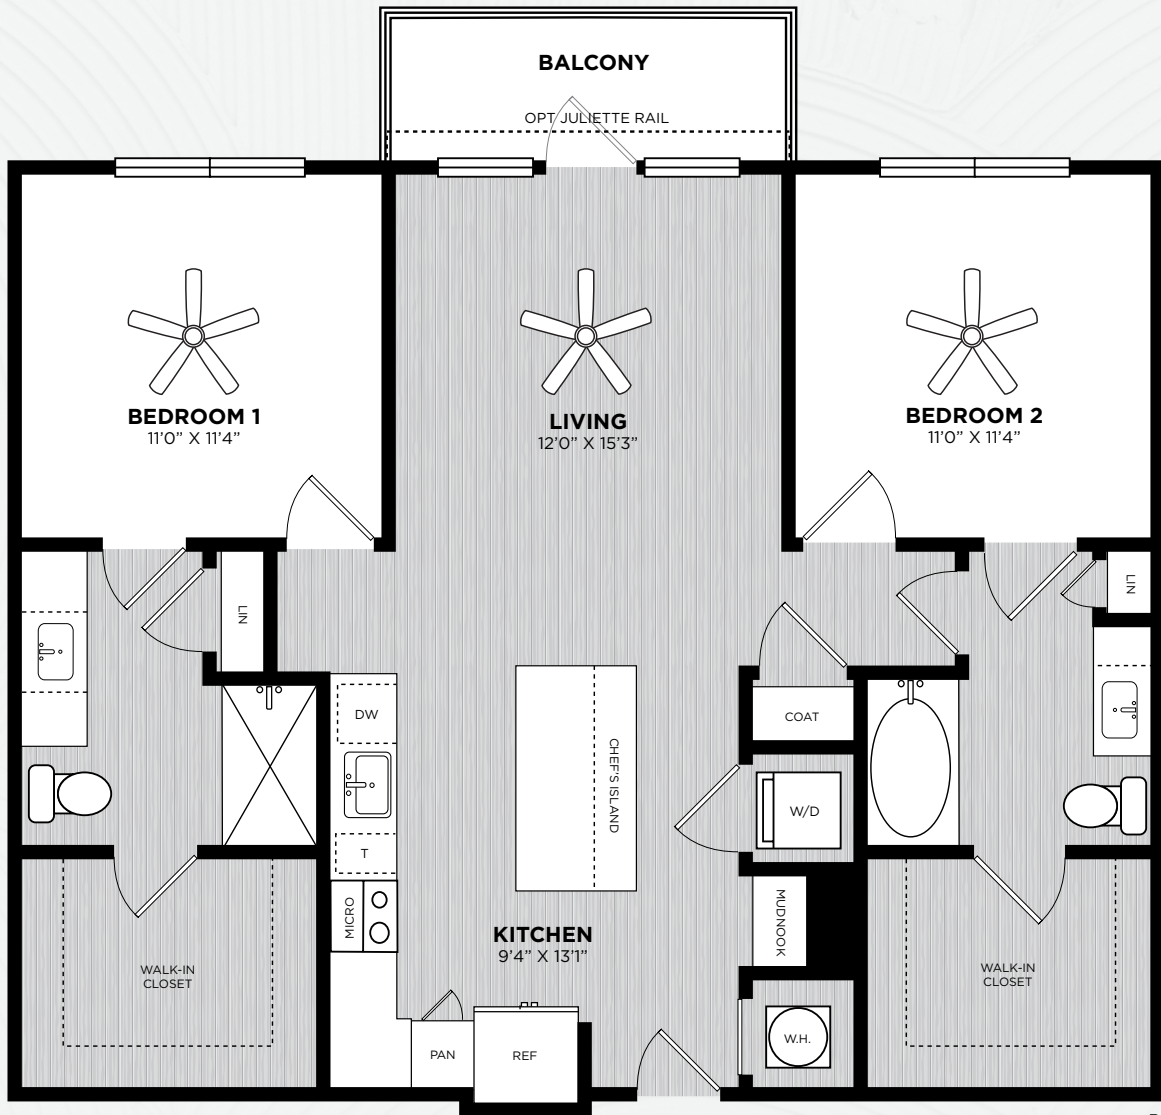 BALCONY
OPT JULIETTE RAIL
BEDROOM 1
11'0" X 11'4"
LIVING
12'0" X 15'3"
BEDROOM 2
11'0" X 11'4"
LIN
LIN
DW
CHEF'S ISLAND
COAT
W/D
T
MICRO
MUDNOOK
KITCHEN
9'4" X 13'1"
WALK-IN
CLOSET
WALK-IN
CLOSET
PAN
REF
W.H.